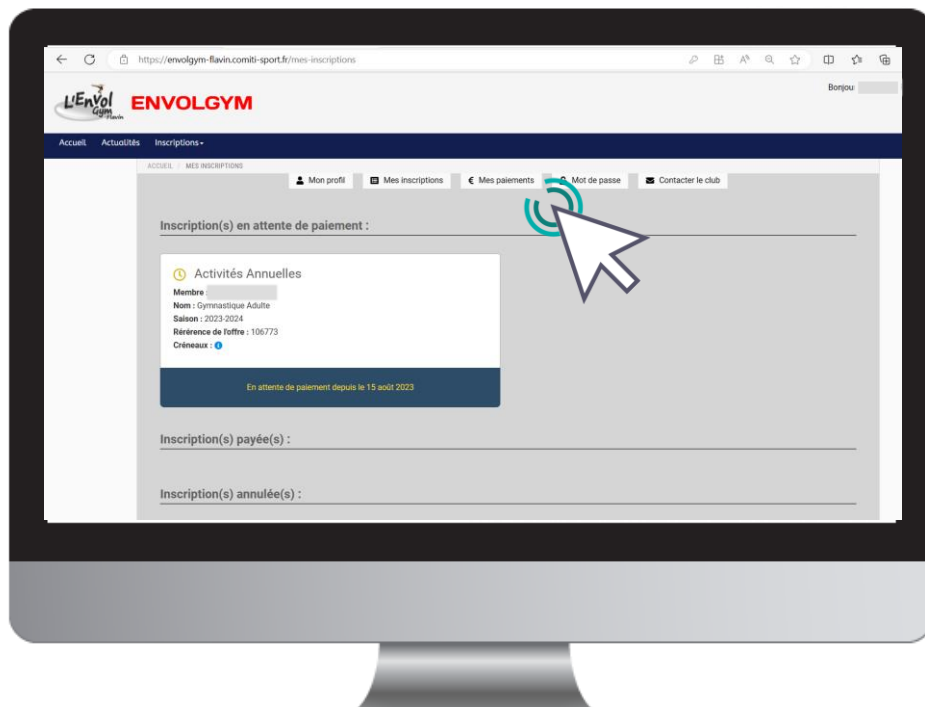 https://envolgym-flavin.comiti-sport.fr/mes-inscriptions
L'Envol
Gym
Flavin
ENVOLGYM
Bonjou
Accueil Actualités Inscriptions
ACCUEIL / MES INSCRIPTIONS
Mon profil Mes inscriptions € Mes paiements Mot de passe Contacter le club
Inscription(s) en attente de paiement :
Activités Annuelles
Membre :
Nom : Gymnastique Adulte
Saison : 2023-2024
Rérérence de l'offre : 106773
Créneaux :
En attente de paiement depuis le 15 août 2023
Inscription(s) payée(s) :
Inscription(s) annulée(s) :